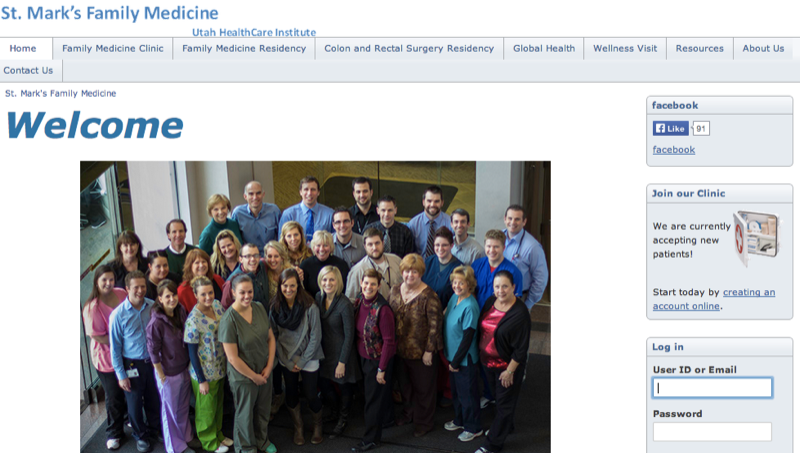 St. Mark's Family Medicine
Utah HealthCare Institute
Home
Family Medicine Clinic
Family Medicine Residency
Colon and Rectal Surgery Residency
Global Health
Wellness Visit
Resources
About Us
Contact Us
St. Mark's Family Medicine
Welcome
facebook
Like
91
facebook
Join our Clinic
We are currently
accepting new
patients!
Start today by creating an
account online.
Log in
User ID or Email
Password